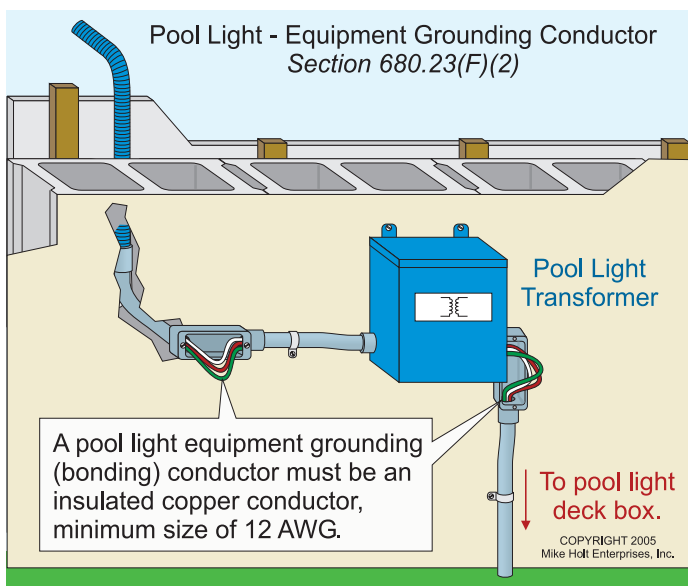 Pool Light - Equipment Grounding Conductor
Section 680.23(F)(2)
Pool Light
Transformer
A pool light equipment grounding
(bonding) conductor must be an
insulated copper conductor,
minimum size of 12 AWG.
To pool light
deck box.
COPYRIGHT 2005
Mike Holt Enterprises, Inc.